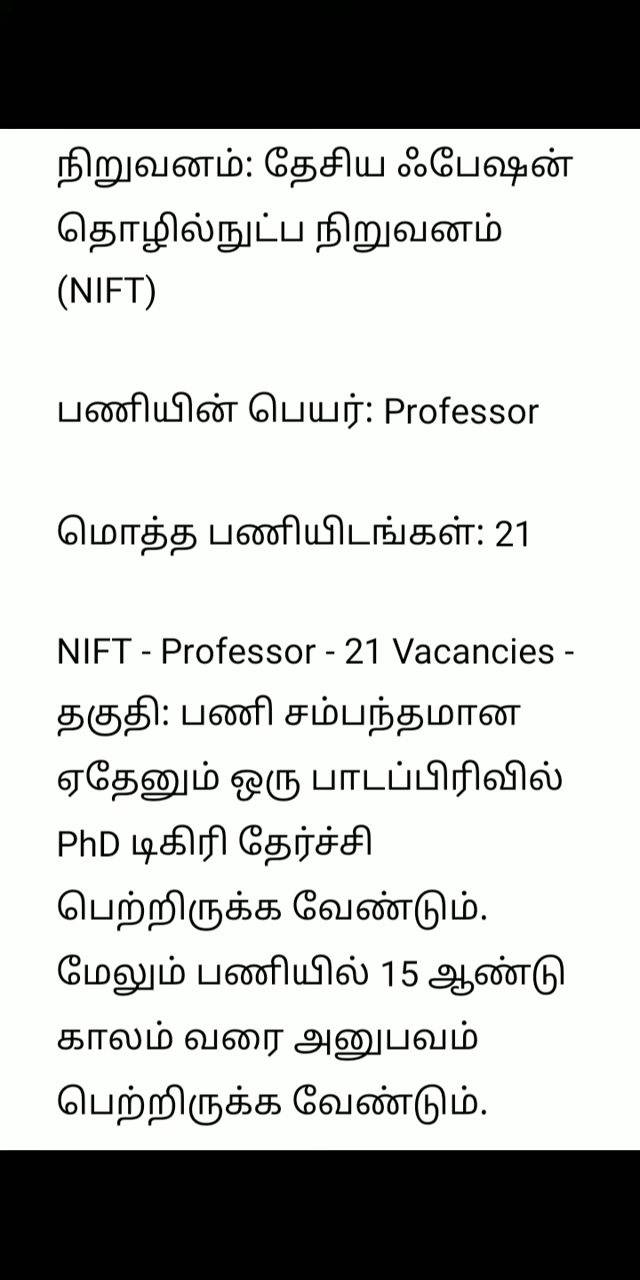 நிறுவனம்: தேசிய ஃபேஷன்
தொழில்நுட்ப நிறுவனம்
(NIFT)
பணியின் பெயர்: Professor
மொத்த பணியிடங்கள்: 21
NIFT - Professor - 21 Vacancies -
தகுதி: பணி சம்பந்தமான
ஏதேனும் ஒரு பாடப்பிரிவில்
PhD டிகிரி தேர்ச்சி
பெற்றிருக்க வேண்டும்.
மேலும் பணியில் 15 ஆண்டு
காலம் வரை அனுபவம்
பெற்றிருக்க வேண்டும்.